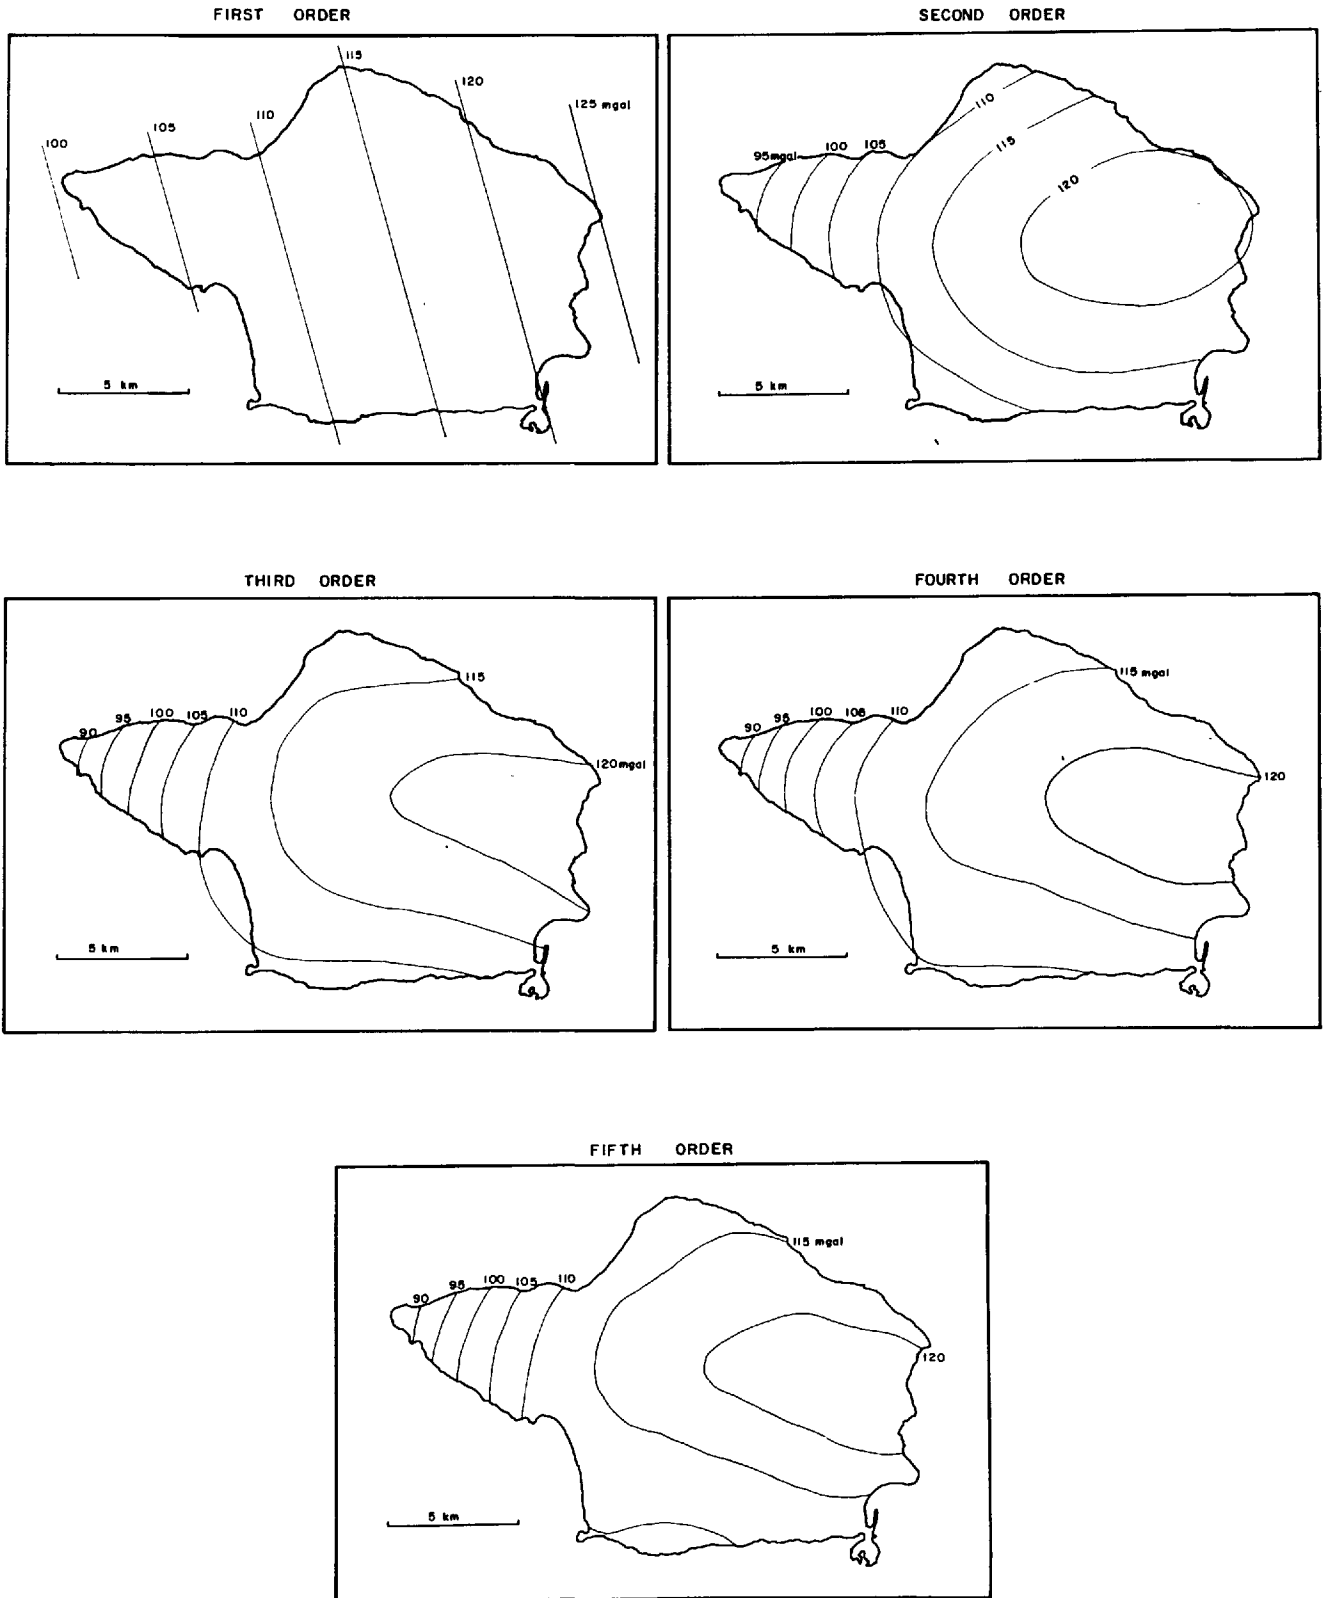 FIRST ORDER
100
105
110
115
120
125 mgal
5 km
SECOND ORDER
95mgal
100
105
110
115
120
5 km
THIRD ORDER
90
95
100
105
110
115
120mgal
5 km
FOURTH ORDER
90
95
100
105
110
115 mgal
120
5 km
FIFTH ORDER
90
95
100
105
110
115 mgal
120
5 km